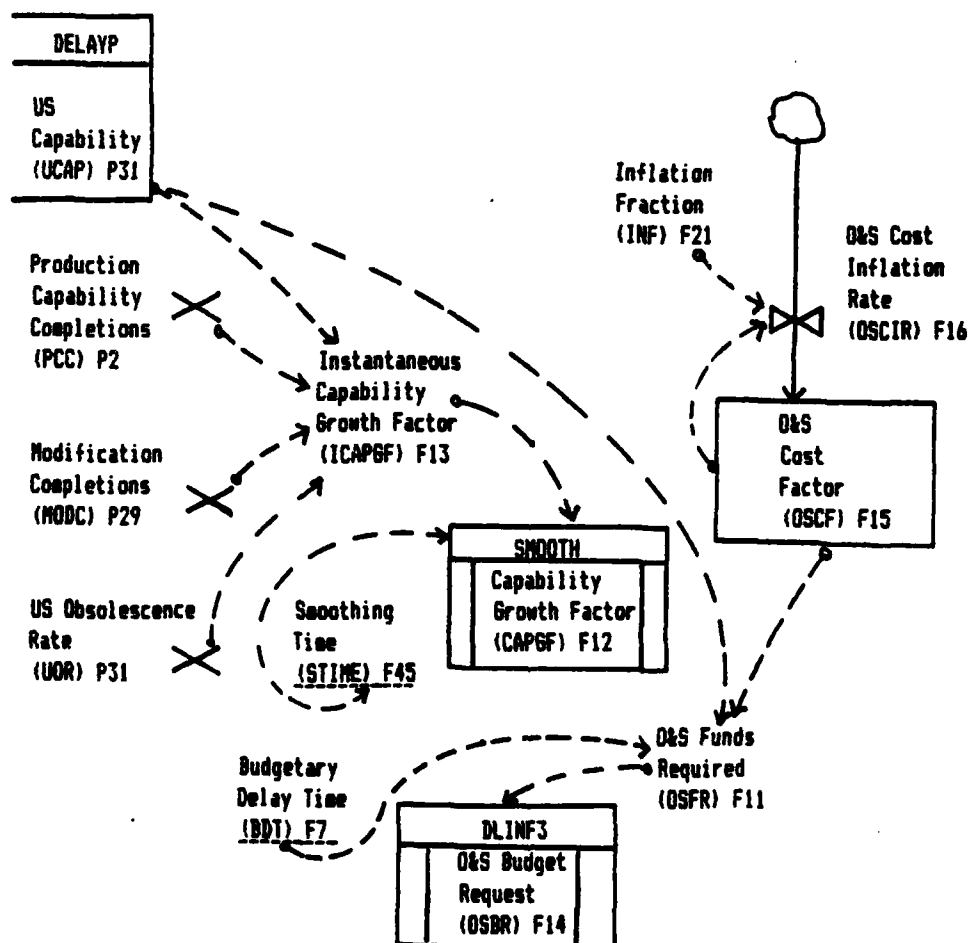 DELAYP
US
Capability
(UCAP) P31
Inflation
Fraction
(INF) F21
O&S Cost
Inflation
Rate
(OSCIR) F16
Production
Capability
Completions
(PCC) P2
Instantaneous
Capability
Growth Factor
(ICAPGF) F13
O&S
Cost
Factor
(OSCF) F15
Modification
Completions
(MODC) P29
SMOOTH
Capability
Growth Factor
(CAPGF) F12
US Obsolescence
Rate
(UOR) P31
Smoothing
Time
(STIME) F45
O&S Funds
Required
(OSFR) F11
Budgetary
Delay Time
(BDT) F7
DLINF3
O&S Budget
Request
(OSBR) F14